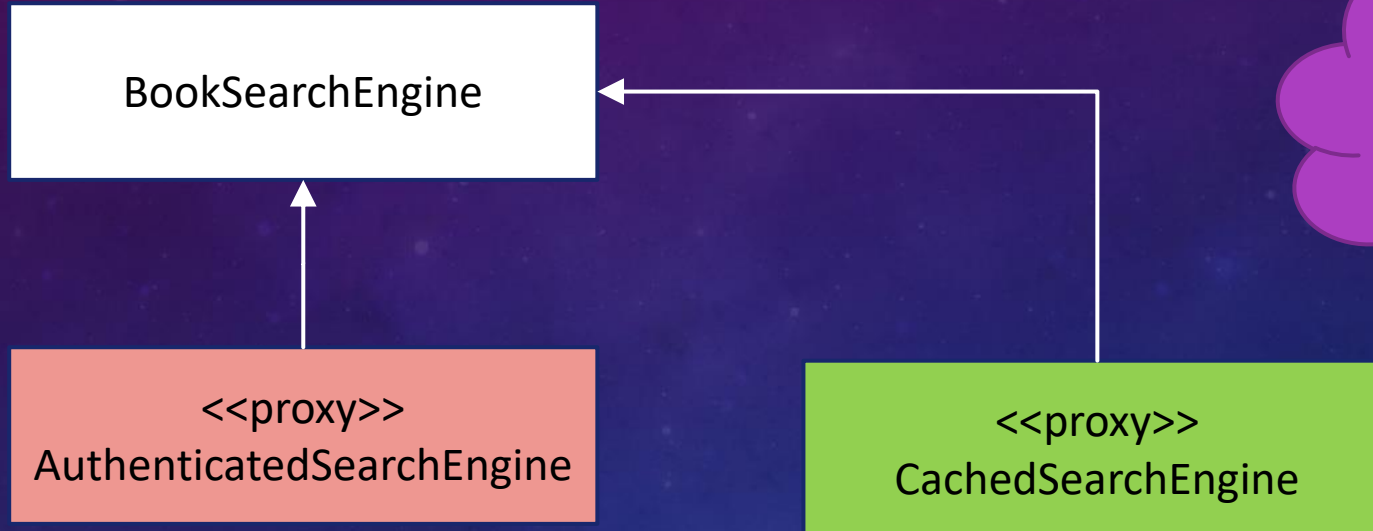 BookSearchEngine
<<proxy>>
AuthenticatedSearchEngine
<<proxy>>
CachedSearchEngine